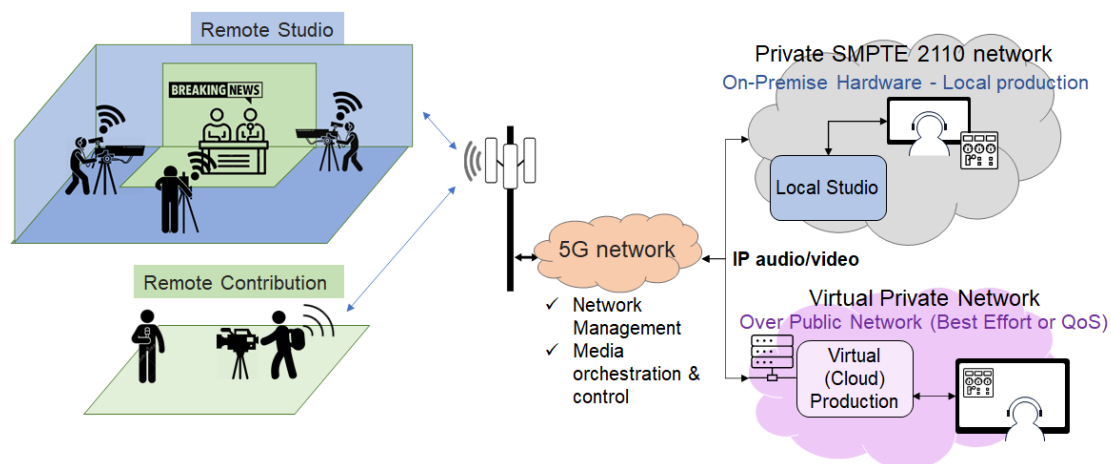 Remote Studio
BREAKING NEWS
Remote Contribution
5G network
✓ Network
Management
✓ Media
orchestration &
control
IP audio/video
Private SMPTE 2110 network
On-Premise Hardware - Local production
Local Studio
Virtual Private Network
Over Public Network (Best Effort or QoS)
Virtual
(Cloud)
Production